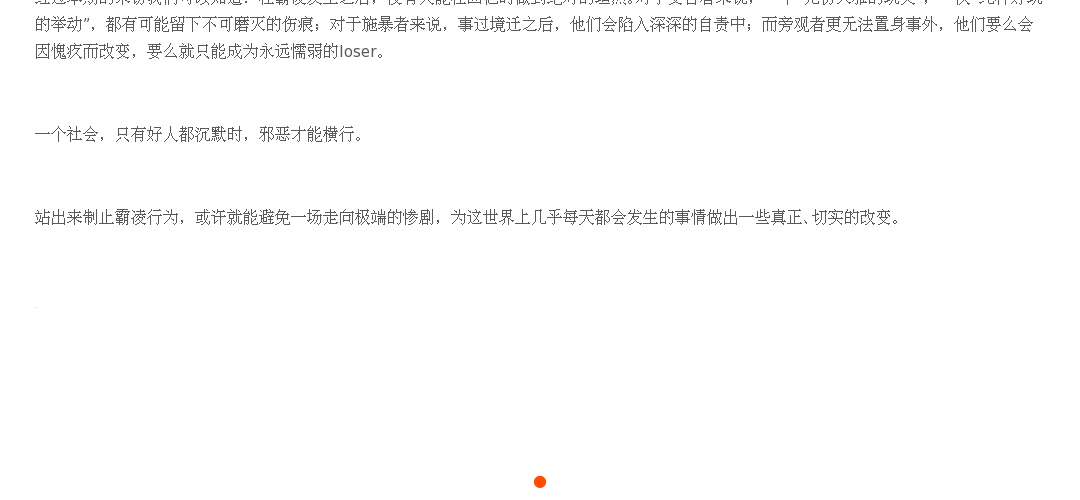 的举动”，都有可能留下不可磨灭的伤痕；对于施暴者来说，事过境迁之后，他们会陷入深深的自责中；而旁观者更无法置身事外，他们要么会
因愧疚而改变，要么就只能成为永远懦弱的loser。
一个社会，只有好人都沉默时，邪恶才能横行。
站出来制止霸凌行为，或许就能避免一场走向极端的惨剧，为这世界上几乎每天都会发生的事情做出一些真正、切实的改变。